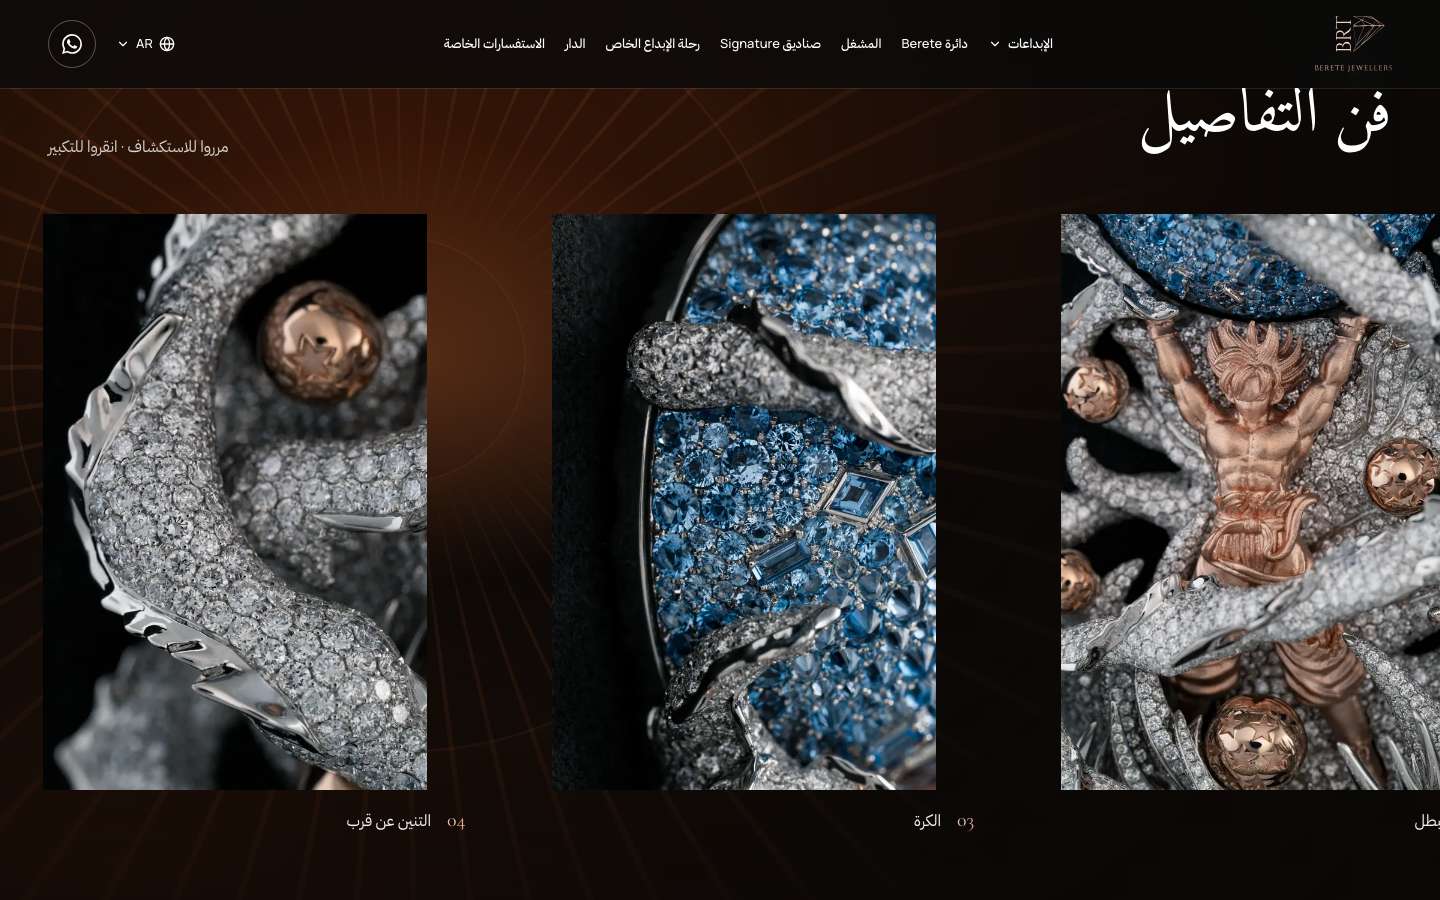 BRT
BERETE JEWELLERS
الإبداعات
دائرة Berete
المشغل
صناديق Signature
رحلة الإبداع الخاص
الدار
الاستفسارات الخاصة
AR
فن التفاصيل
مرروا للاستكشاف · انقروا للتكبير
03 الكرة
04 التنين عن قرب